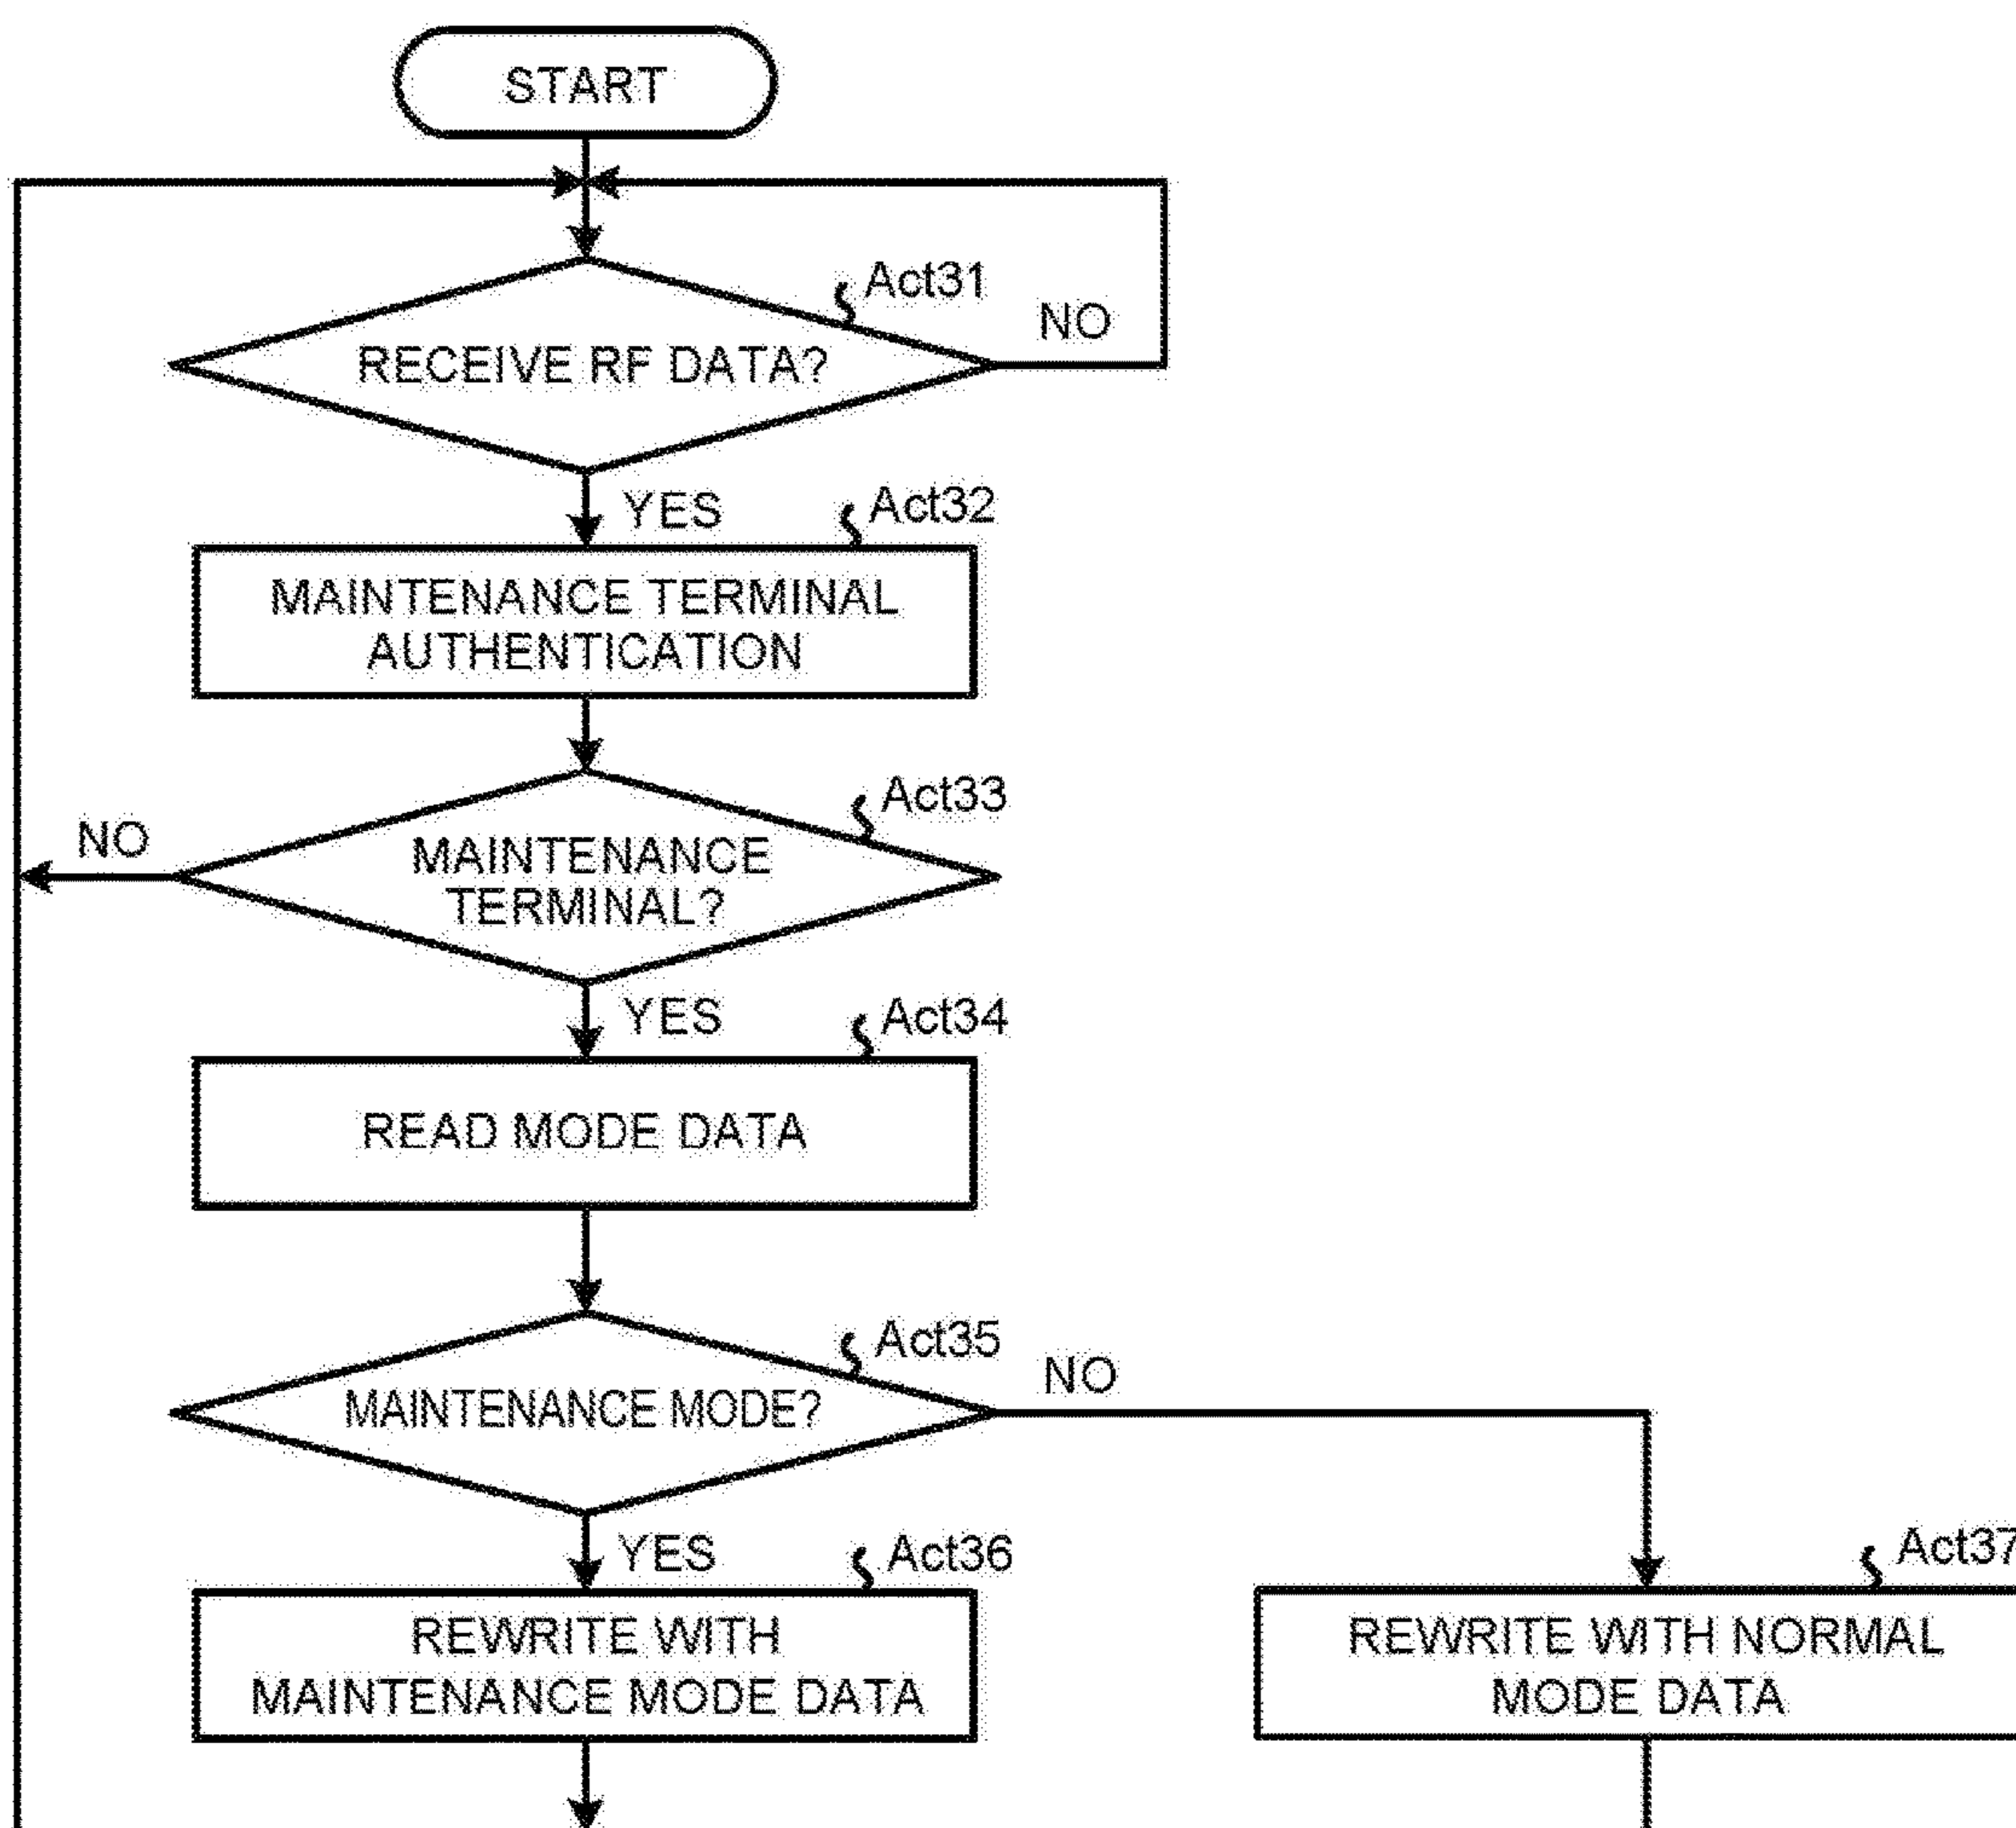 START
Act31
RECEIVE RF DATA?
NO
YES
Act32
MAINTENANCE TERMINAL
AUTHENTICATION
Act33
NO
MAINTENANCE
TERMINAL?
YES
Act34
READ MODE DATA
Act35
NO
MAINTENANCE MODE?
YES
Act36
Act37
REWRITE WITH
MAINTENANCE MODE DATA
REWRITE WITH NORMAL
MODE DATA